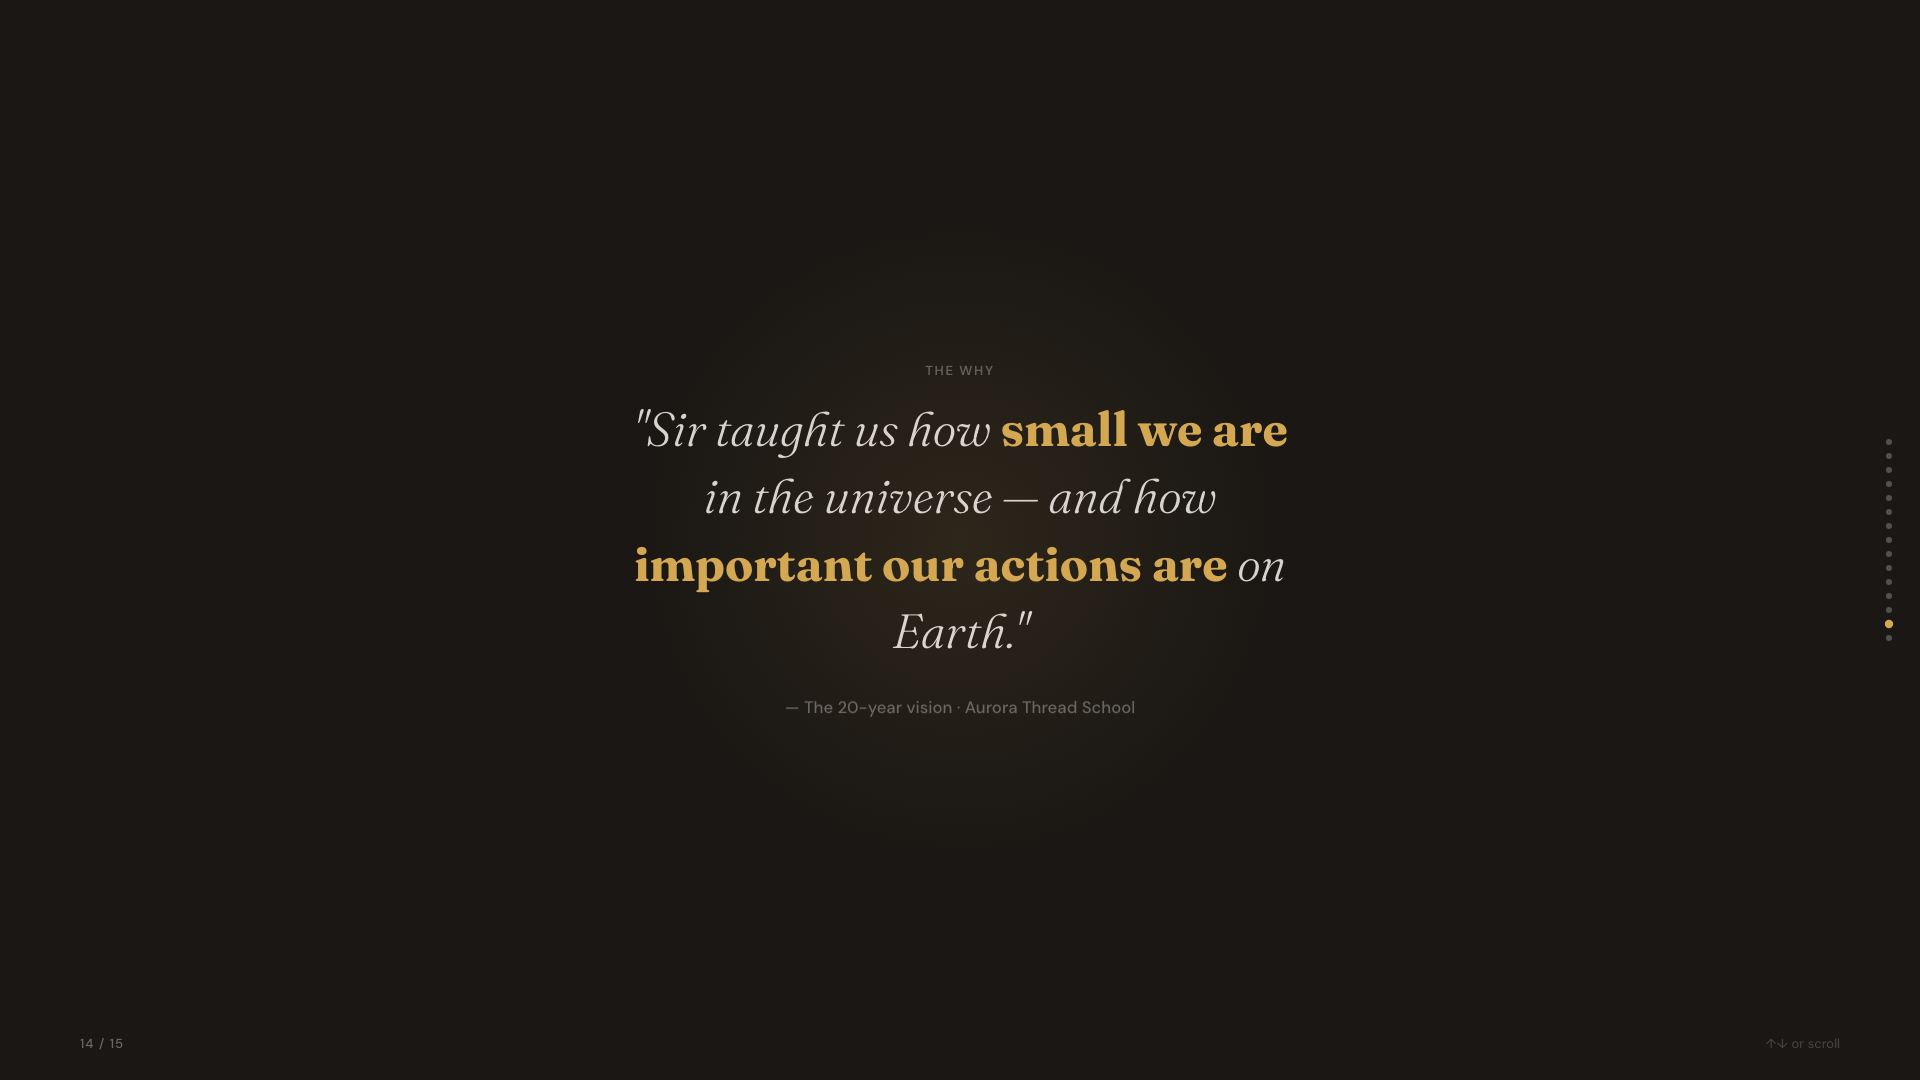 THE WHY
"Sir taught us how small we are
in the universe — and how
important our actions are on
Earth."
— The 20-year vision · Aurora Thread School
14 / 15
↑↓ or scroll